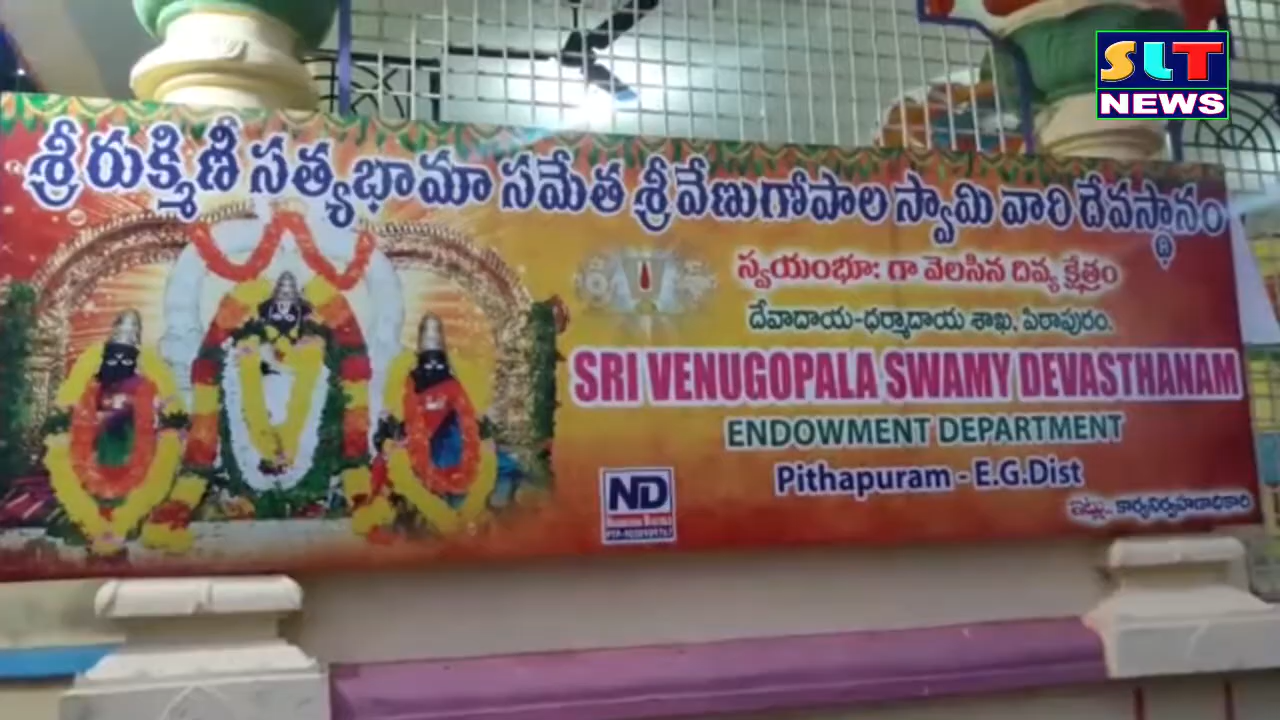 SLT
NEWS
శ్రీ రుక్మిణీ సత్యభామా సమేత శ్రీ వేణుగోపాల స్వామి వారి దేవస్థానం
స్వయంభూ: గా వెలసిన దివ్య క్షేత్రం
దేవాదాయ-ధర్మాదాయ శాఖ, పిఠాపురం.
SRI VENUGOPALA SWAMY DEVASTHANAM
ENDOWMENT DEPARTMENT
Pithapuram - E.G.Dist
ND
ఇట్లు.. కార్యనిర్వహణాధికారి